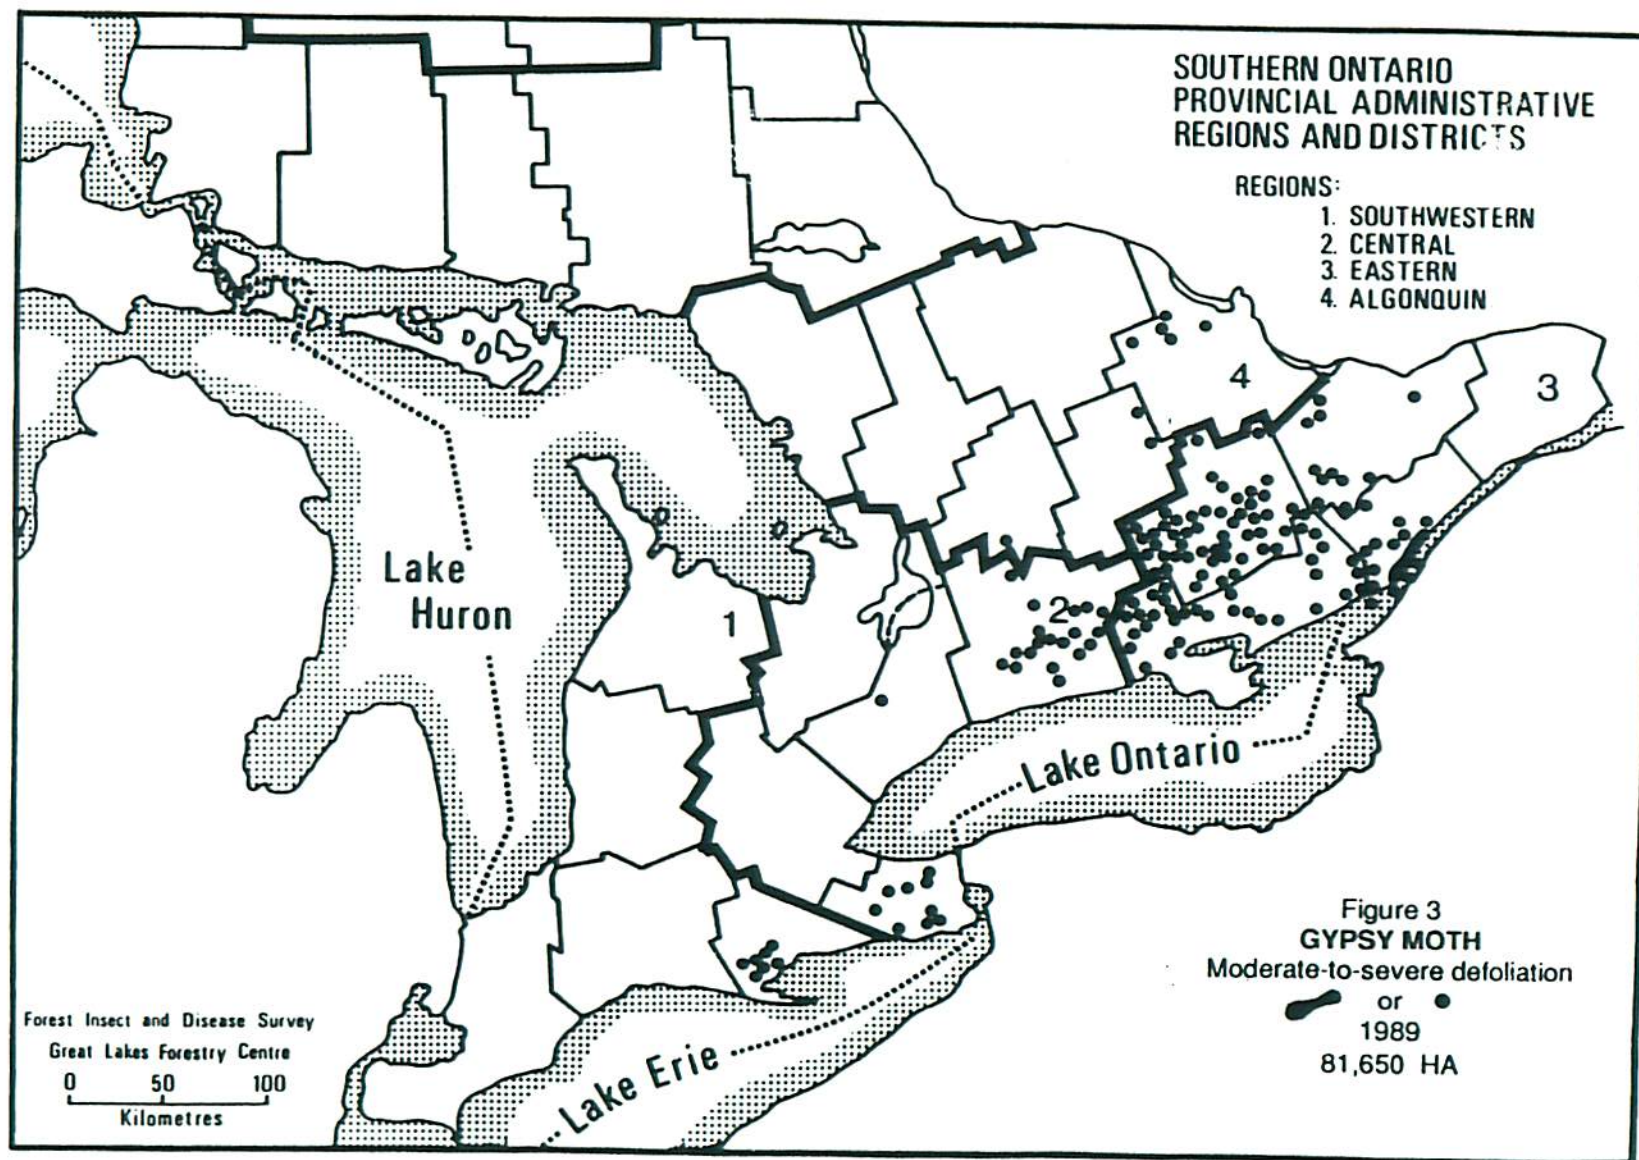 SOUTHERN ONTARIO
PROVINCIAL ADMINISTRATIVE
REGIONS AND DISTRICTS
REGIONS:
1. SOUTHWESTERN
2. CENTRAL
3. EASTERN
4. ALGONQUIN
4
3
Lake
Huron
1
2
Lake Ontario
Figure 3
GYPSY MOTH
Moderate-to-severe defoliation
or
1989
81,650 HA
Forest Insect and Disease Survey
Great Lakes Forestry Centre
0 50 100
Kilometres
Lake Erie